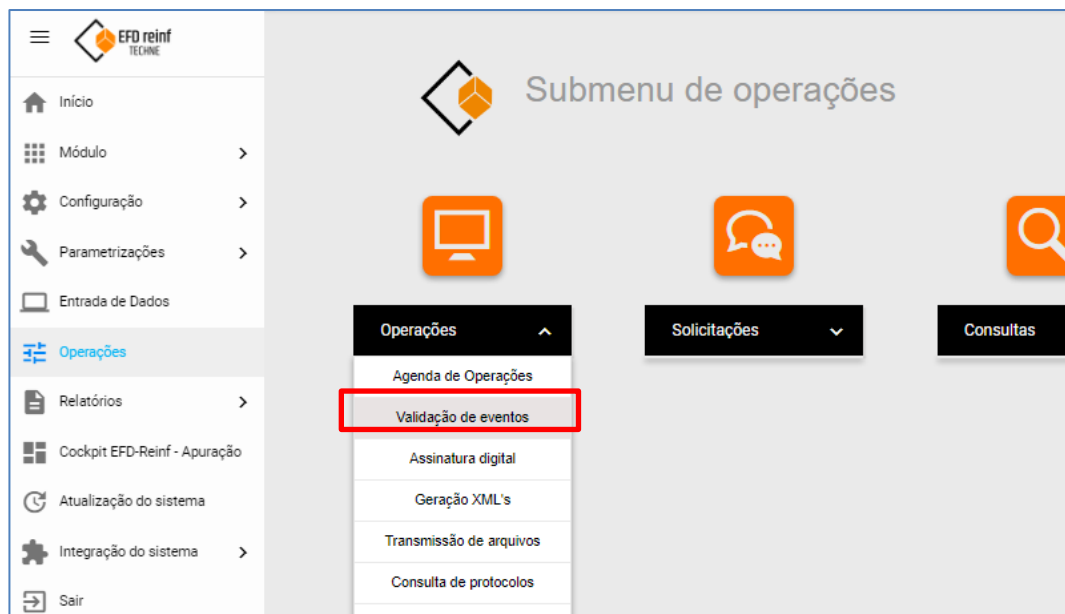 EFD reinf
TECHNE
Início
Módulo
Configuração
Parametrizações
Entrada de Dados
Operações
Relatórios
Cockpit EFD-Reinf - Apuração
Atualização do sistema
Integração do sistema
Sair
Submenu de operações
Operações
Agenda de Operações
Validação de eventos
Assinatura digital
Geração XML's
Transmissão de arquivos
Consulta de protocolos
Solicitações
Consultas